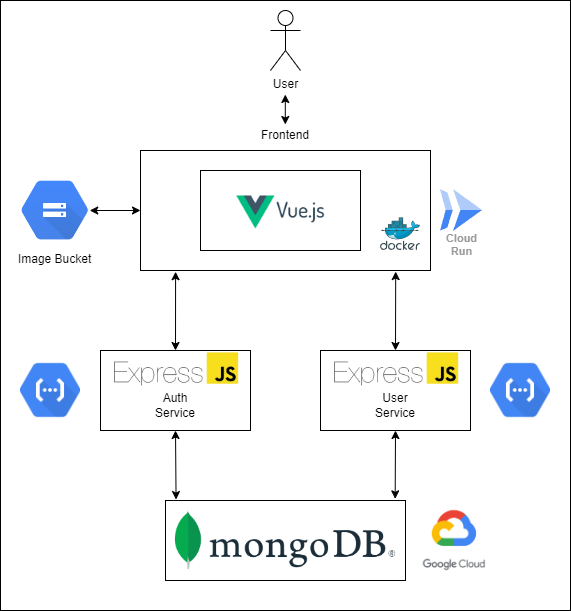 User
Frontend
Vue.js
docker
Cloud
Run
Image Bucket
Express JS
Auth
Service
Express JS
User
Service
mongoDB®
Google Cloud